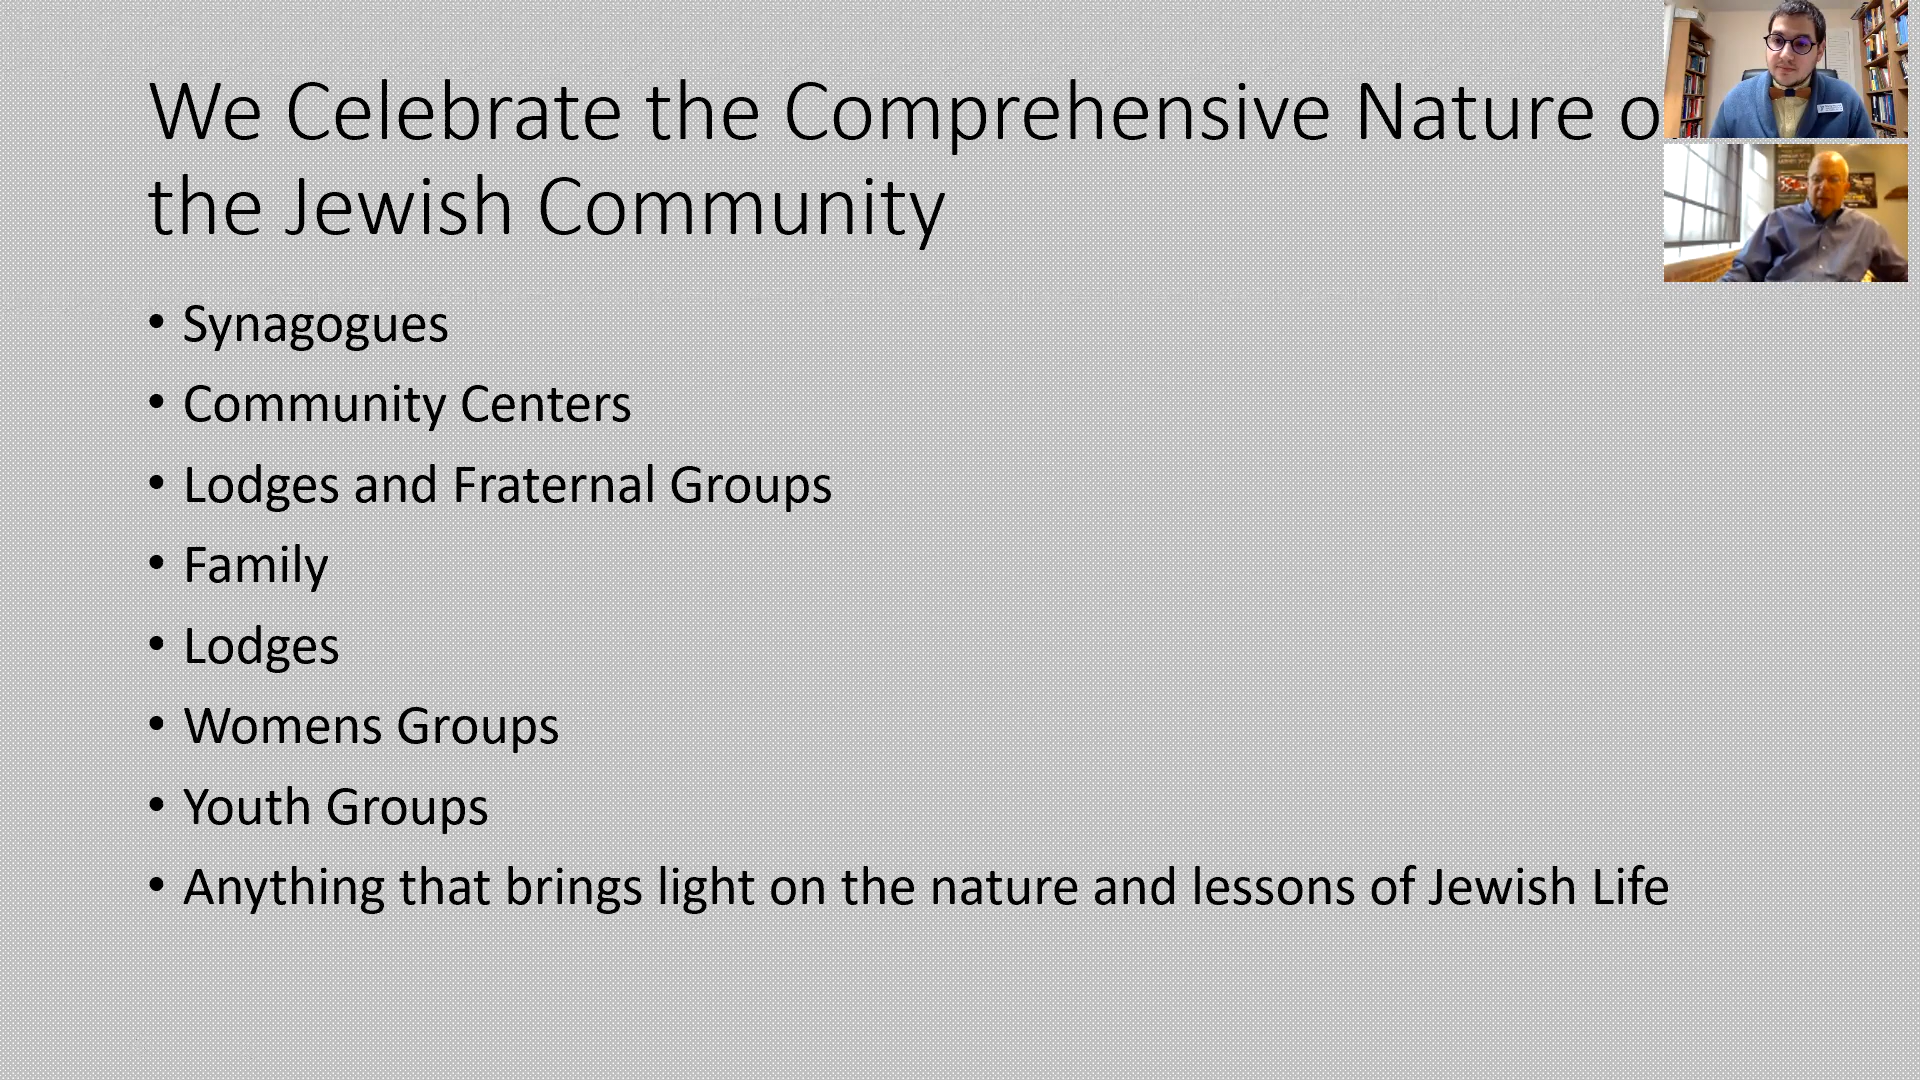 We Celebrate the Comprehensive Nature
the Jewish Community
• Synagogues
• Community Centers
• Lodges and Fraternal Groups
• Family
• Lodges
• Womens Groups
• Youth Groups
• Anything that brings light on the nature and lessons of Jewish Life